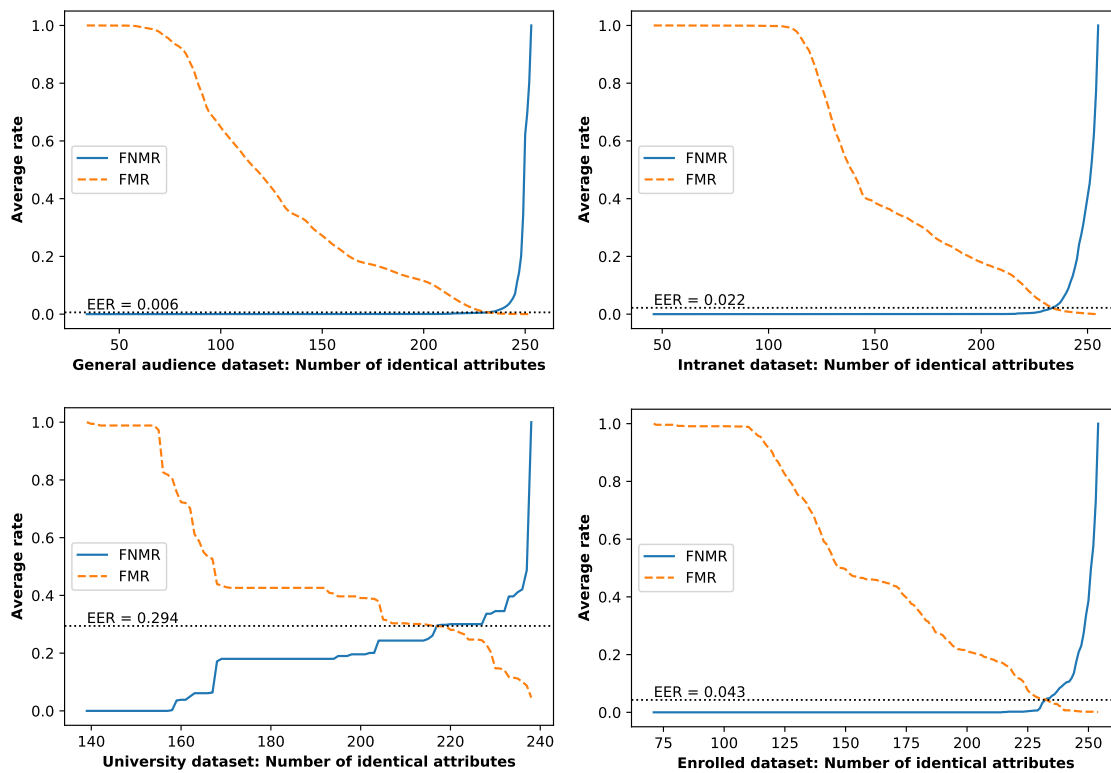 1.0
0.8
0.6
0.4
0.2
0.0
Average rate
FNMR
FMR
EER = 0.006
50 100 150 200 250
General audience dataset: Number of identical attributes
1.0
0.8
0.6
0.4
0.2
0.0
Average rate
FNMR
FMR
EER = 0.022
50 100 150 200 250
Intranet dataset: Number of identical attributes
1.0
0.8
0.6
0.4
0.2
0.0
Average rate
FNMR
FMR
EER = 0.294
140 160 180 200 220 240
University dataset: Number of identical attributes
1.0
0.8
0.6
0.4
0.2
0.0
Average rate
FNMR
FMR
EER = 0.043
75 100 125 150 175 200 225 250
Enrolled dataset: Number of identical attributes